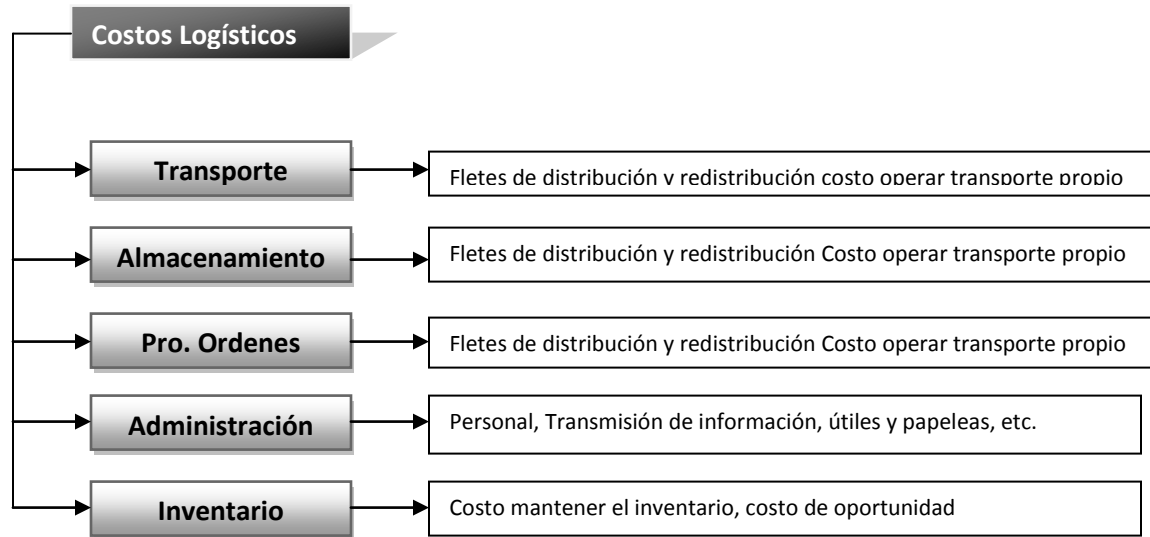 Costos Logísticos
Transporte
Fletes de distribución y redistribución costo operar transporte propio
Almacenamiento
Fletes de distribución y redistribución Costo operar transporte propio
Pro. Ordenes
Fletes de distribución y redistribución Costo operar transporte propio
Administración
Personal, Transmisión de información, útiles y papeleas, etc.
Inventario
Costo mantener el inventario, costo de oportunidad